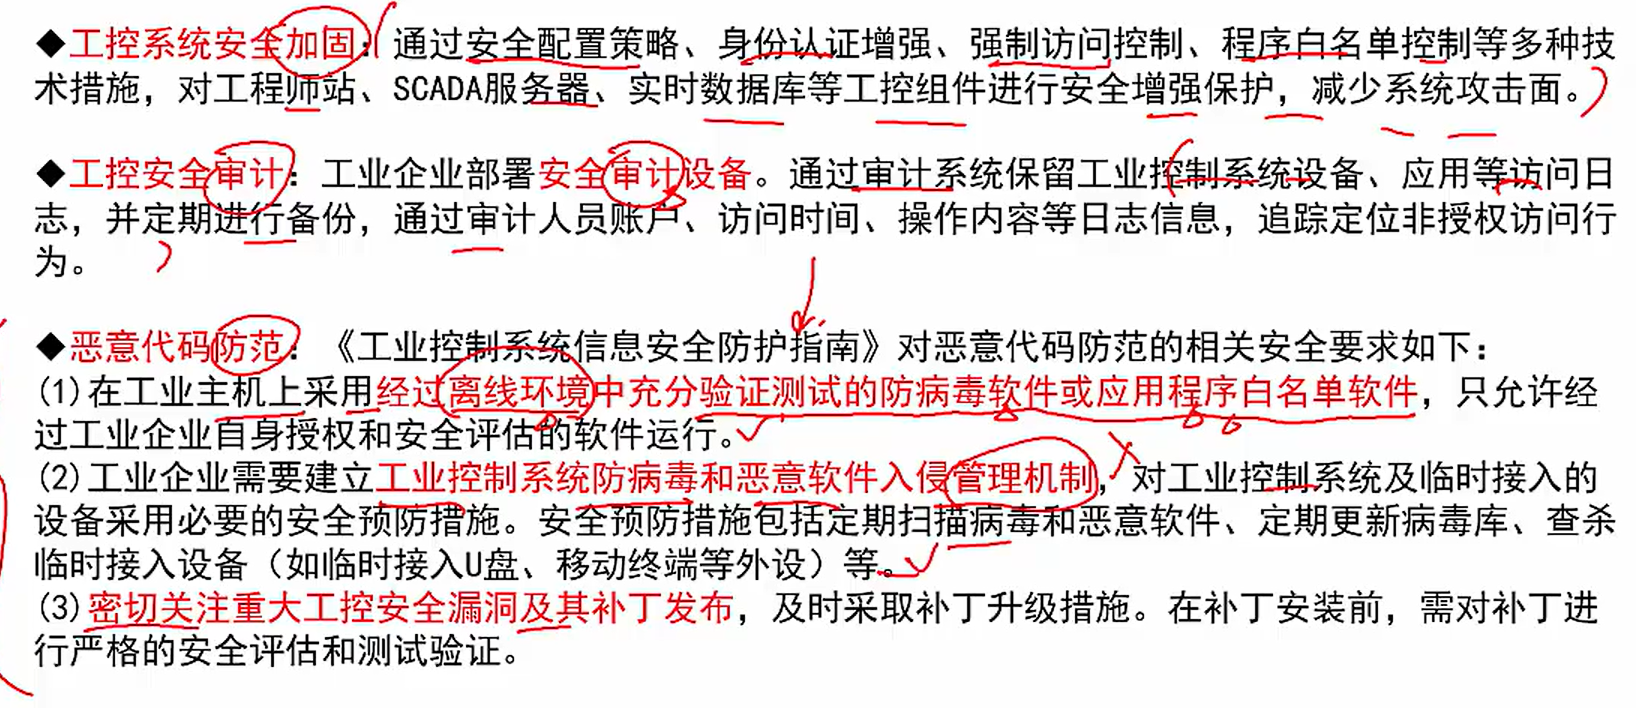 ◆工控系统安全加固：通过安全配置策略、身份认证增强、强制访问控制、程序白名单控制等多种技
术措施，对工程师站、SCADA服务器、实时数据库等工控组件进行安全增强保护，减少系统攻击面。
◆工控安全审计：工业企业部署安全审计设备。通过审计系统保留工业控制系统设备、应用等访问日
志，并定期进行备份，通过审计人员账户、访问时间、操作内容等日志信息，追踪定位非授权访问行
为。
◆恶意代码防范：《工业控制系统信息安全防护指南》对恶意代码防范的相关安全要求如下：
(1)在工业主机上采用经过离线环境中充分验证测试的防病毒软件或应用程序白名单软件，只允许经
过工业企业自身授权和安全评估的软件运行。
(2)工业企业需要建立工业控制系统防病毒和恶意软件入侵管理机制，对工业控制系统及临时接入的
设备采用必要的安全预防措施。安全预防措施包括定期扫描病毒和恶意软件、定期更新病毒库、查杀
临时接入设备（如临时接入U盘、移动终端等外设）等。
(3)密切关注重大工控安全漏洞及其补丁发布，及时采取补丁升级措施。在补丁安装前，需对补丁进
行严格的安全评估和测试验证。